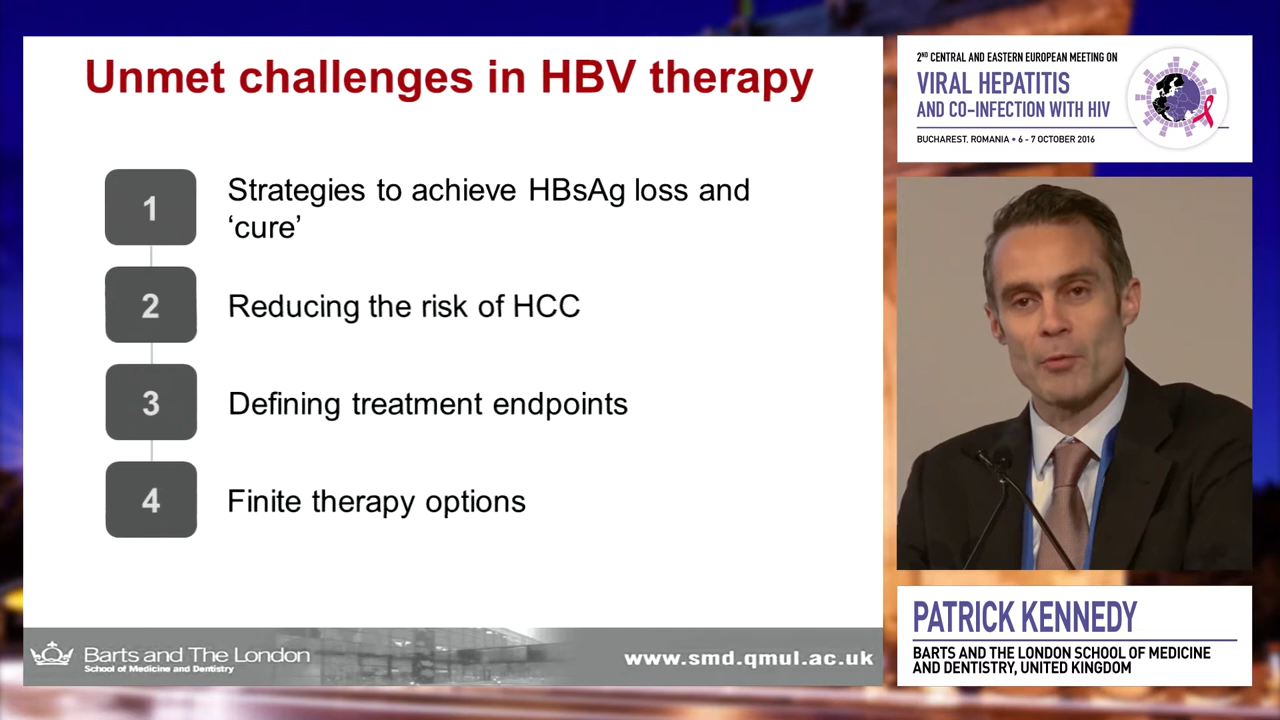 Unmet challenges in HBV therapy
1
Strategies to achieve HBsAg loss and
‘cure’
2
Reducing the risk of HCC
3
Defining treatment endpoints
4
Finite therapy options
Barts and The London
School of Medicine and Dentistry
www.smd.qmul.ac.uk
2ND CENTRAL AND EASTERN EUROPEAN MEETING ON
VIRAL HEPATITIS
AND CO-INFECTION WITH HIV
BUCHAREST, ROMANIA • 6 - 7 OCTOBER 2016
PATRICK KENNEDY
BARTS AND THE LONDON SCHOOL OF MEDICINE
AND DENTISTRY, UNITED KINGDOM